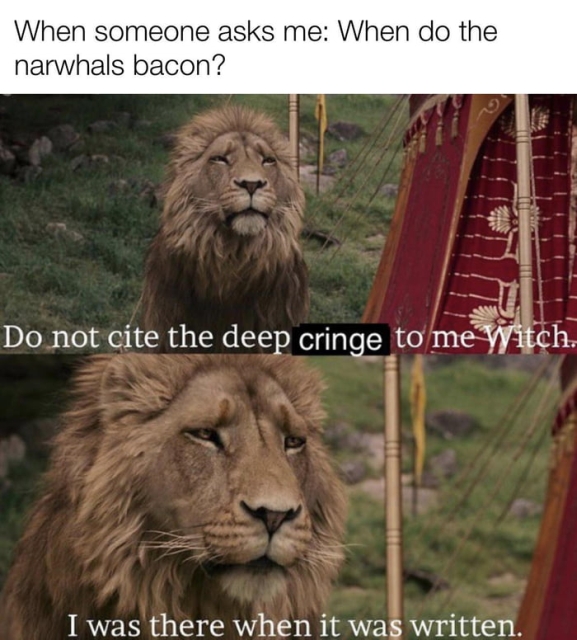 When someone asks me: When do the
narwhals bacon?
Do not cite the deep cringe to me Witch.
I was there when it was written.